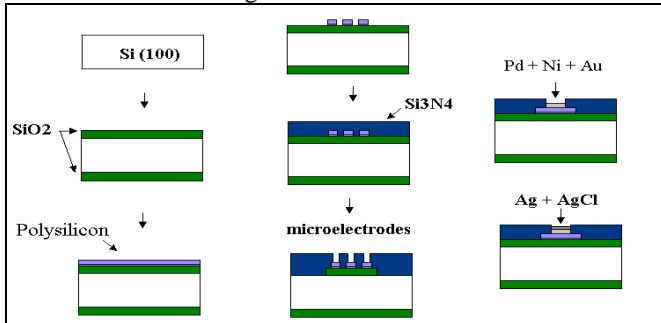 Si (100)
SiO2
Polysilicon
Si3N4
microelectrodes
Pd + Ni + Au
Ag + AgCl